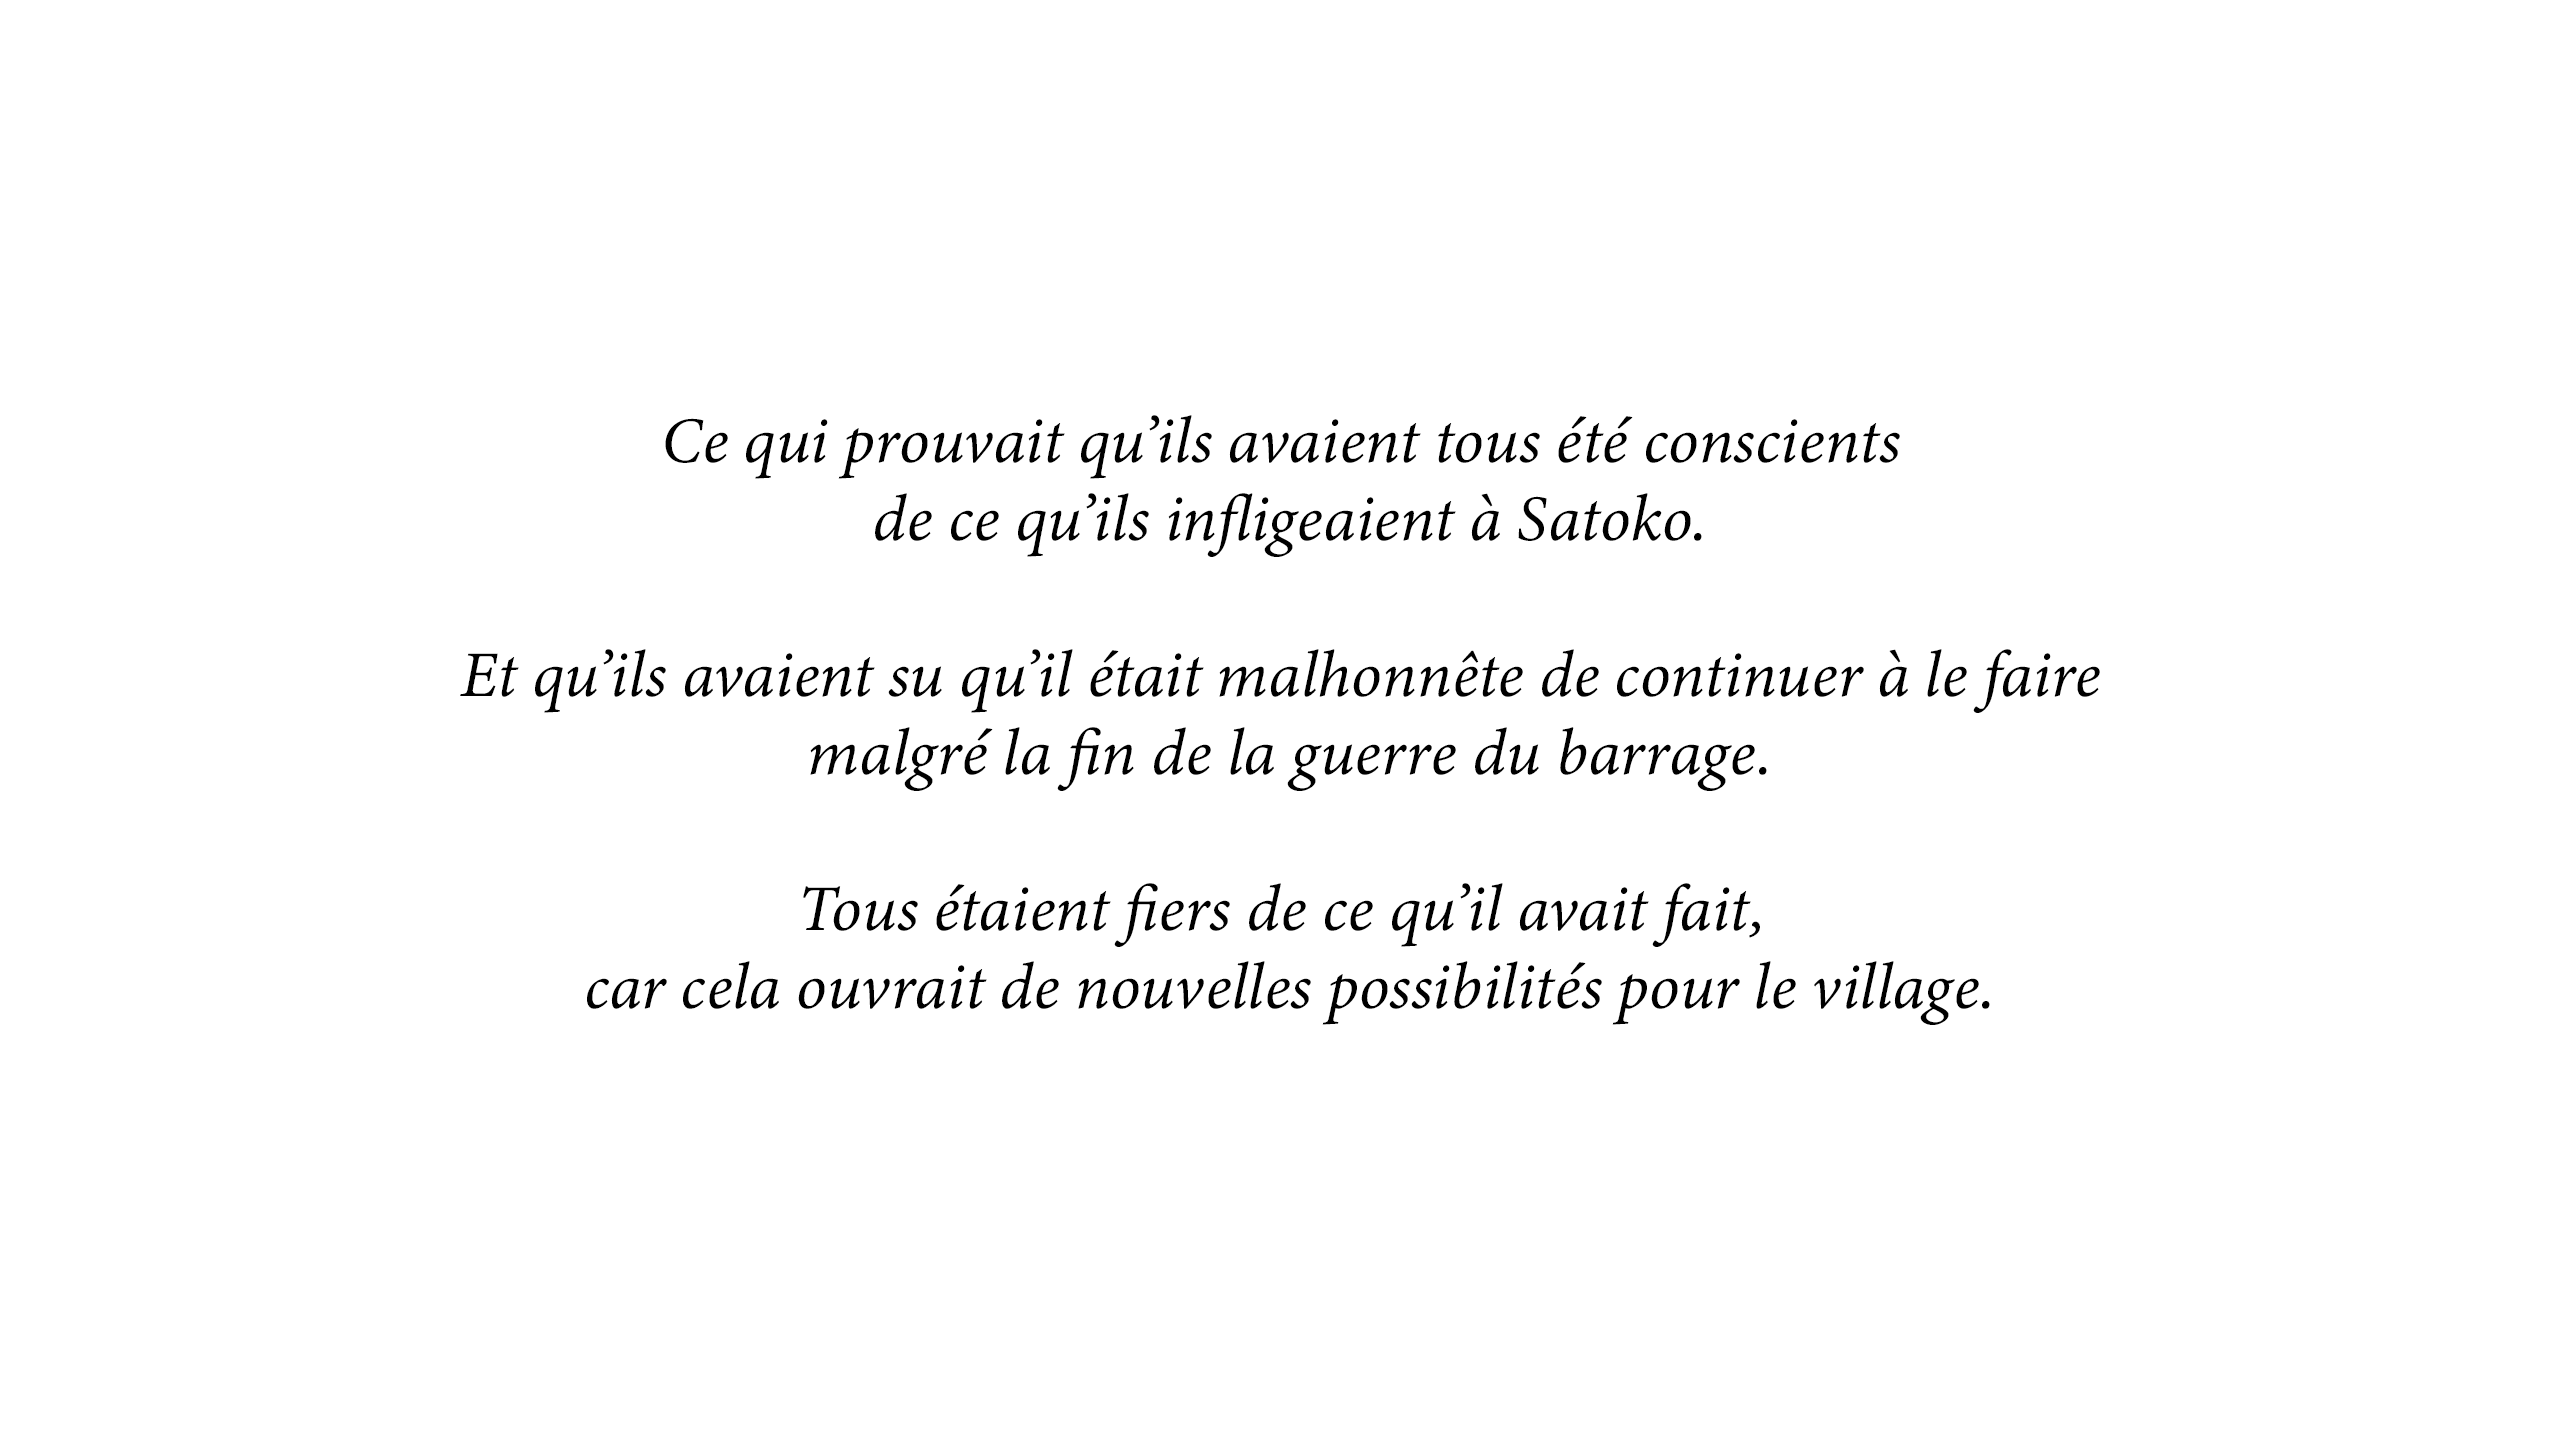 Ce qui prouvait qu’ils avaient tous été conscients
de ce qu’ils infligeaient à Satoko.
Et qu’ils avaient su qu’il était malhonnête de continuer à le faire
malgré la fin de la guerre du barrage.
Tous étaient fiers de ce qu’il avait fait,
car cela ouvrait de nouvelles possibilités pour le village.